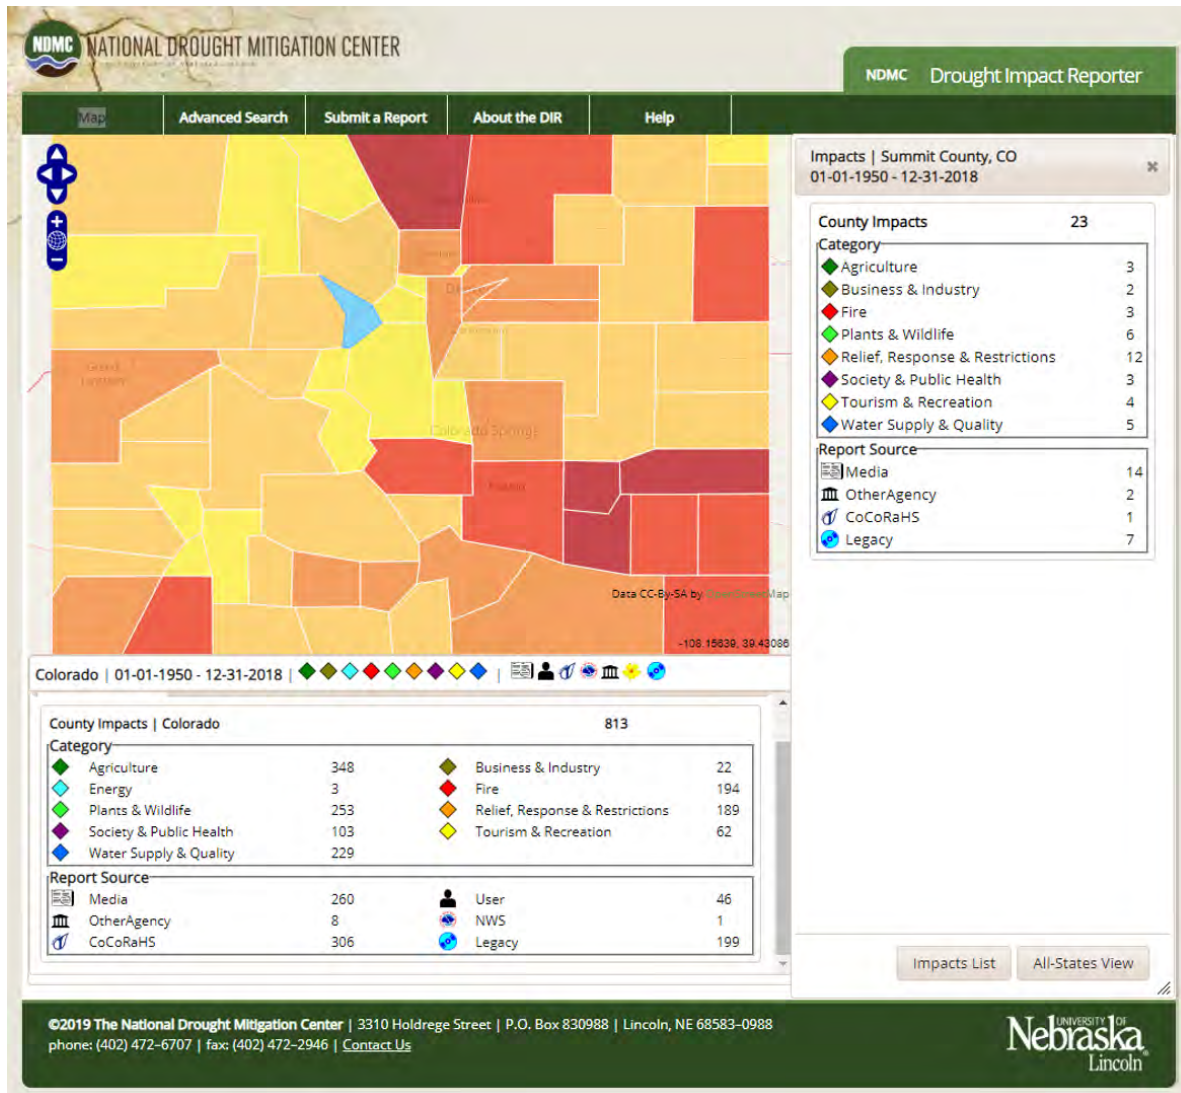 NDMC NATIONAL DROUGHT MITIGATION CENTER
NDMC Drought Impact Reporter
Map Advanced Search Submit a Report About the DIR Help
Impacts | Summit County, CO
01-01-1950 - 12-31-2018
County Impacts 23
Category
Agriculture 3
Business & Industry 2
Fire 3
Plants & Wildlife 6
Relief, Response & Restrictions 12
Society & Public Health 3
Tourism & Recreation 4
Water Supply & Quality 5
Report Source
Media 14
OtherAgency 2
CoCoRaHS 1
Legacy 7
Colorado Springs
Data CC-By-SA by OpenStreetMap
-108.15639, 39.43086
Colorado | 01-01-1950 - 12-31-2018 |
County Impacts | Colorado 813
Category
Agriculture 348 Business & Industry 22
Energy 3 Fire 194
Plants & Wildlife 253 Relief, Response & Restrictions 189
Society & Public Health 103 Tourism & Recreation 62
Water Supply & Quality 229
Report Source
Media 260 User 46
OtherAgency 8 NWS 1
CoCoRaHS 306 Legacy 199
Impacts List All-States View
©2019 The National Drought Mitigation Center | 3310 Holdrege Street | P.O. Box 830988 | Lincoln, NE 68583-0988
phone: (402) 472-6707 | fax: (402) 472-2946 | Contact Us
UNIVERSITY OF
Nebraska
Lincoln